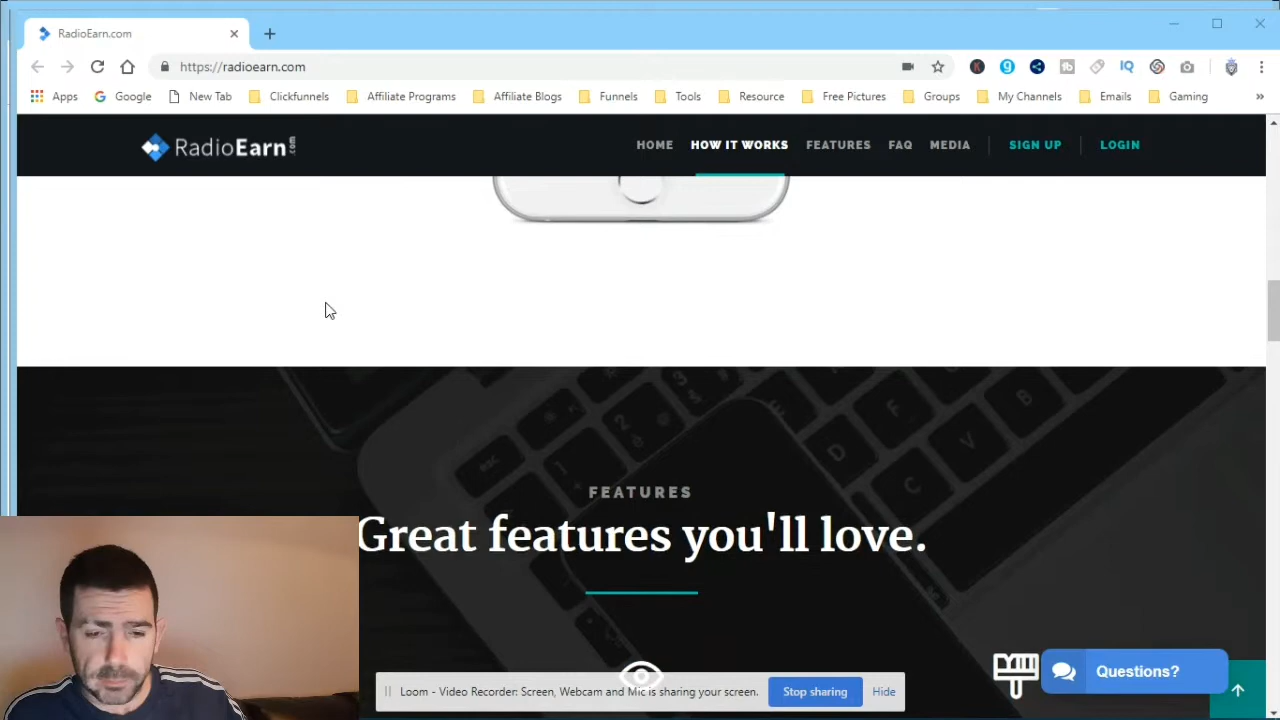 RadioEarn.com
https://radioearn.com
Apps Google New Tab Clickfunnels Affiliate Programs Affiliate Blogs Funnels Tools Resource Free Pictures Groups My Channels Emails Gaming »
RadioEarn.com HOME HOW IT WORKS FEATURES FAQ MEDIA SIGN UP LOGIN
FEATURES
Great features you'll love.
Questions?
Loom - Video Recorder: Screen, Webcam and Mic is sharing your screen. Stop sharing Hide